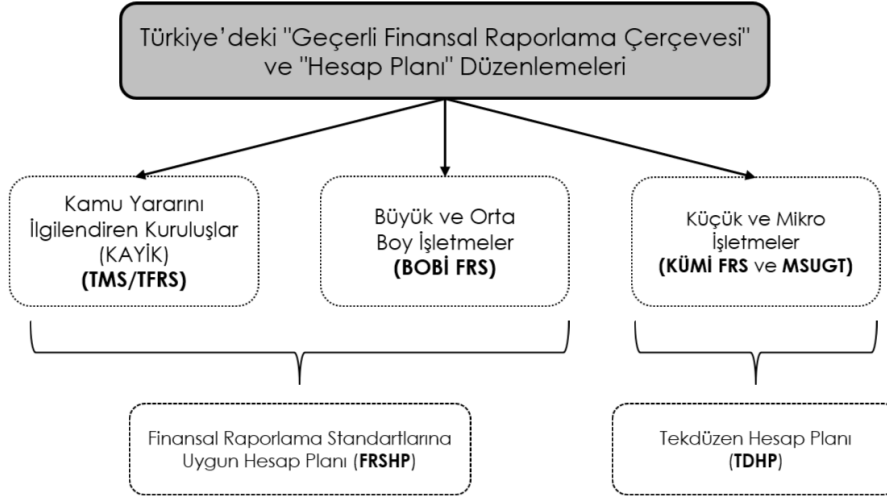 Türkiye'deki "Geçerli Finansal Raporlama Çerçevesi"
ve "Hesap Planı" Düzenlemeleri
Kamu Yararını
İlgilendiren Kuruluşlar
(KAYİK)
(TMS/TFRS)
Büyük ve Orta
Boy İşletmeler
(BOBİ FRS)
Küçük ve Mikro
İşletmeler
(KÜMİ FRS ve MSUGT)
Finansal Raporlama Standartlarına
Uygun Hesap Planı (FRSHP)
Tekdüzen Hesap Planı
(TDHP)